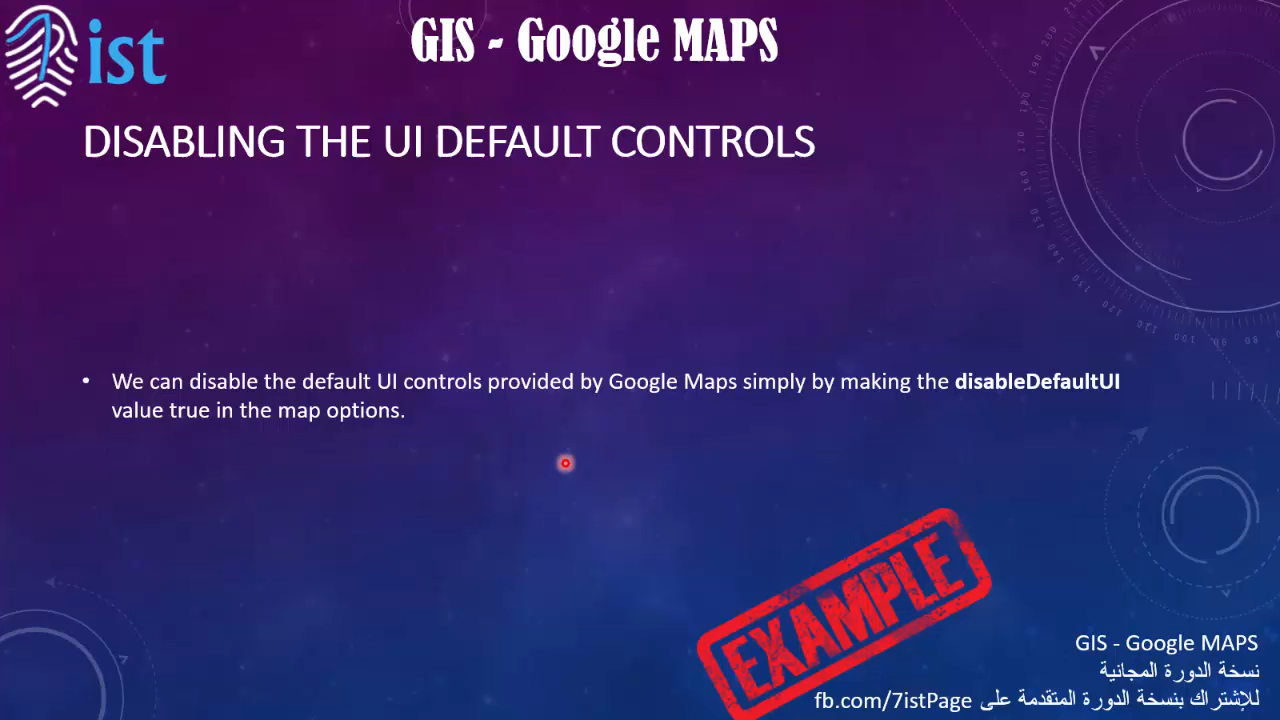 7ist
GIS - Google MAPS
DISABLING THE UI DEFAULT CONTROLS
• We can disable the default UI controls provided by Google Maps simply by making the disableDefaultUI
value true in the map options.
EXAMPLE
GIS - Google MAPS
نسخة الدورة المجانية
للإشتراك بنسخة الدورة المتقدمة على fb.com/7istPage